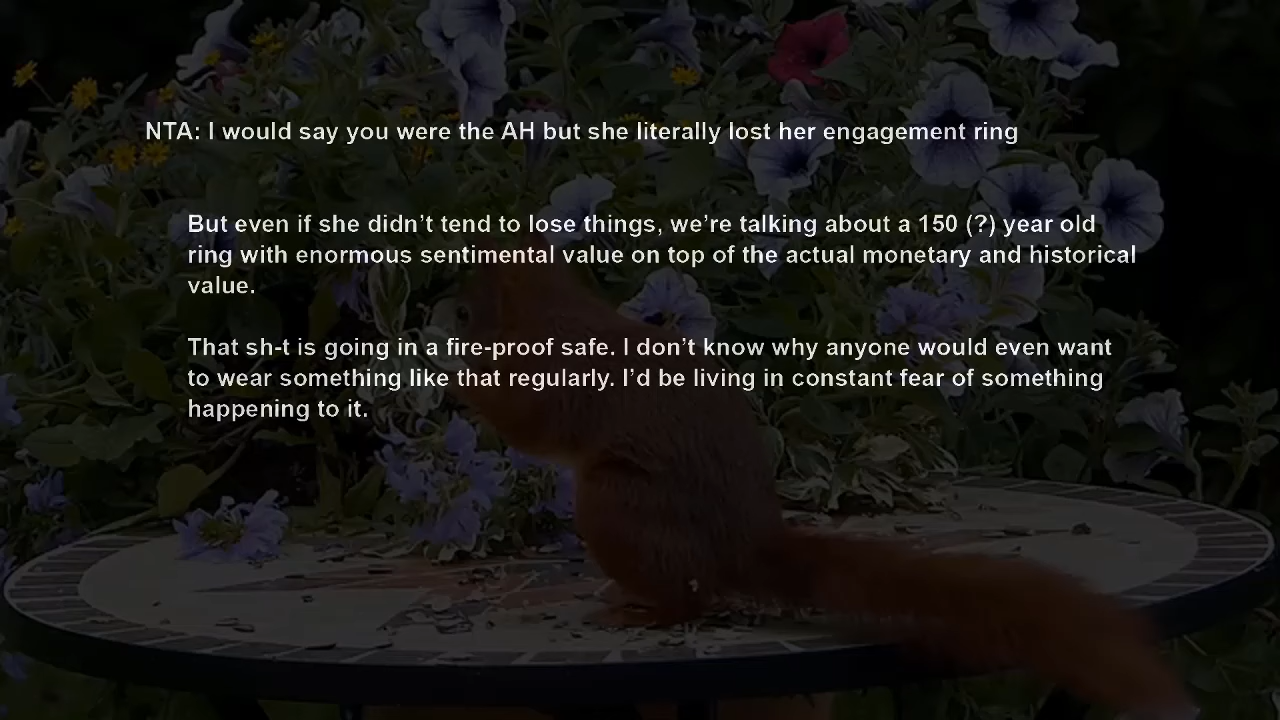 NTA: I would say you were the AH but she literally lost her engagement ring
But even if she didn’t tend to lose things, we’re talking about a 150 (?) year old
ring with enormous sentimental value on top of the actual monetary and historical
value.
That sh-t is going in a fire-proof safe. I don’t know why anyone would even want
to wear something like that regularly. I’d be living in constant fear of something
happening to it.